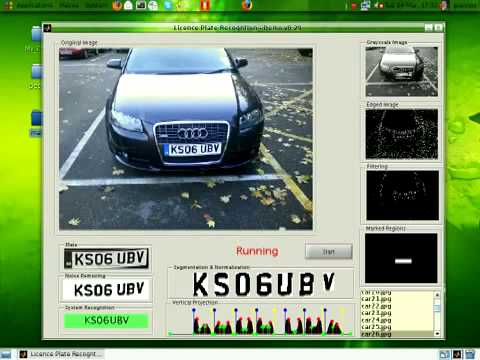 Applications Places System
Licence Plate Recognition--Demo v0.29
Original Image
Grayscale Image
KS06 UBV
Edged Image
Filtering
Marked Regions
Plate
KS06 UBV
Running
Start
Noise Removing
KS06 UBV
Segmentation & Normalization
KS06UBV
System Recognition
KS06UBV
Vertical Projection
car22.jpg
car23.jpg
car24.jpg
car25.jpg
car26.jpg
Licence Plate Recognit...